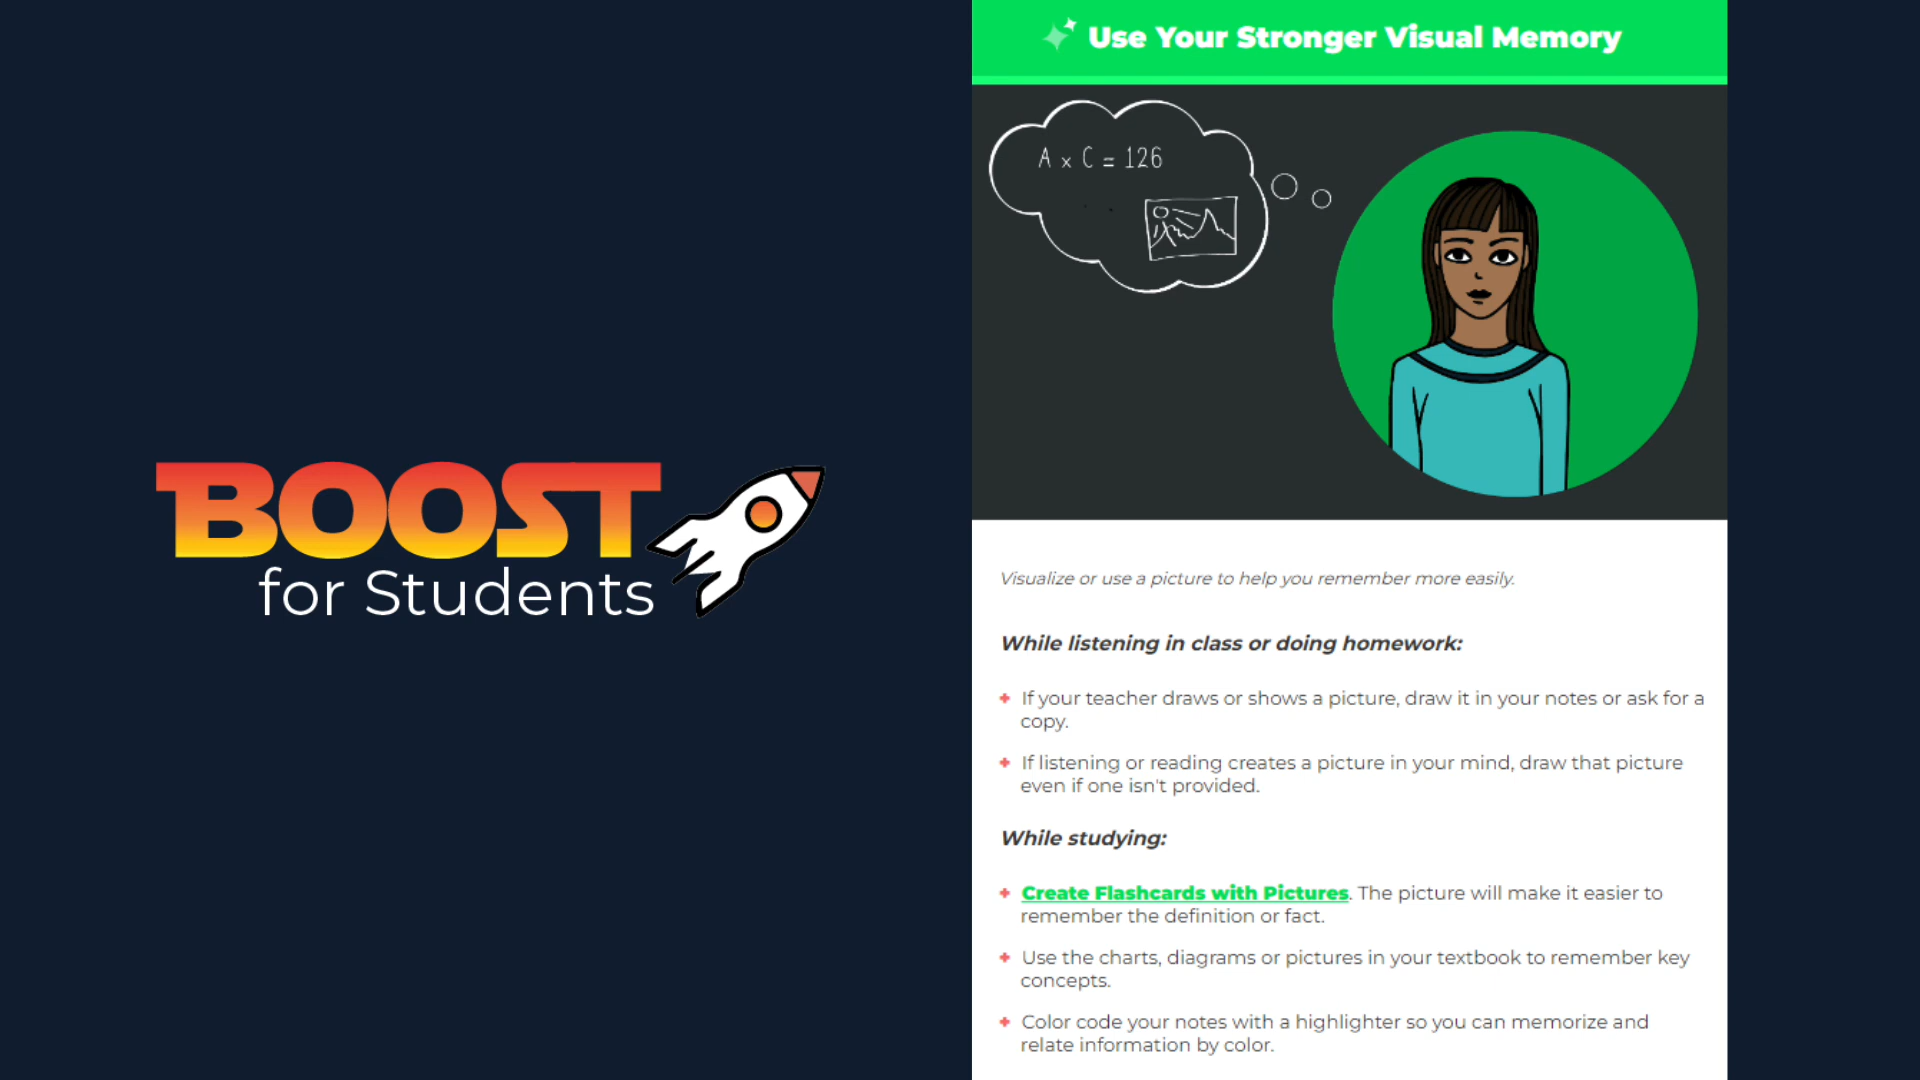 BOOST
for Students
Use Your Stronger Visual Memory
A x C = 126
Visualize or use a picture to help you remember more easily.
While listening in class or doing homework:
If your teacher draws or shows a picture, draw it in your notes or ask for a
copy.
If listening or reading creates a picture in your mind, draw that picture
even if one isn't provided.
While studying:
Create Flashcards with Pictures. The picture will make it easier to
remember the definition or fact.
Use the charts, diagrams or pictures in your textbook to remember key
concepts.
Color code your notes with a highlighter so you can memorize and
relate information by color.